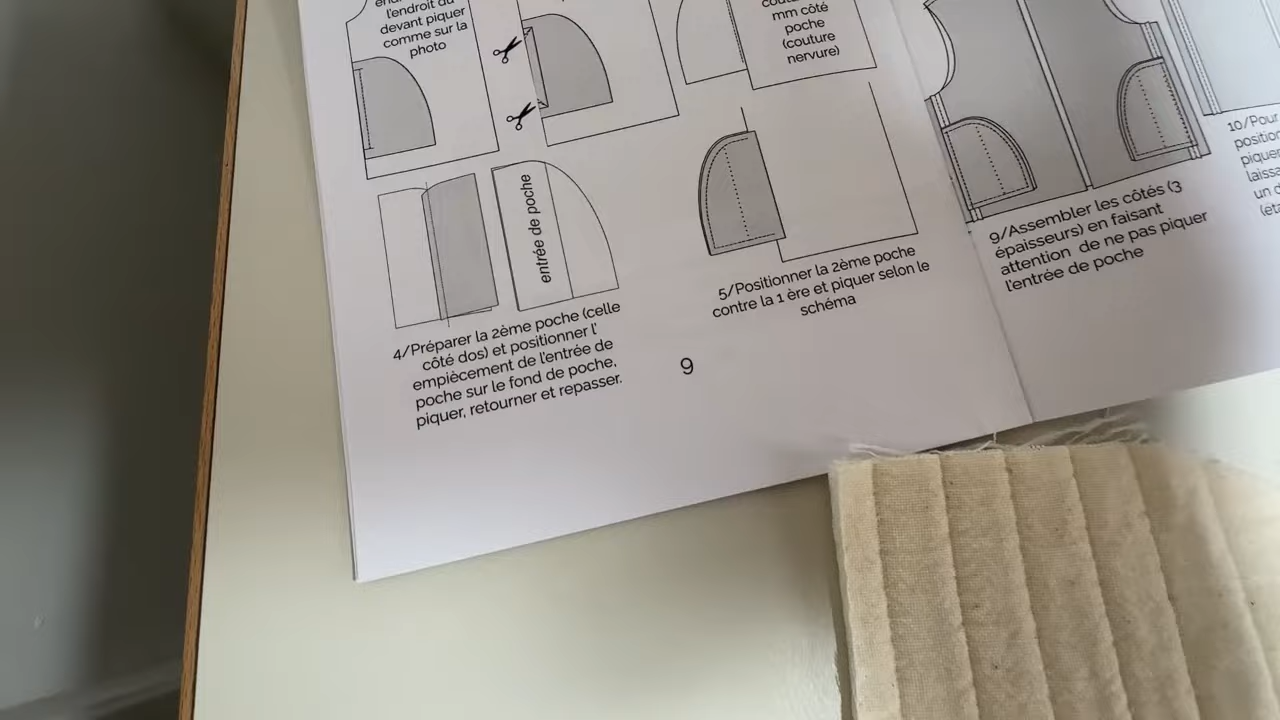 l'endroit du
devant piquer
comme sur la
photo
mm côté
poche
(couture
nervure)
entrée de poche
4/Préparer la 2ème poche (celle
côté dos) et positionner l'
empiècement de l'entrée de
poche sur le fond de poche,
piquer, retourner et repasser.
5/Positionner la 2ème poche
contre la 1 ère et piquer selon le
schéma
9
9/Assembler les côtés (3
épaisseurs) en faisant
attention de ne pas piquer
l'entrée de poche
10/Pour
un